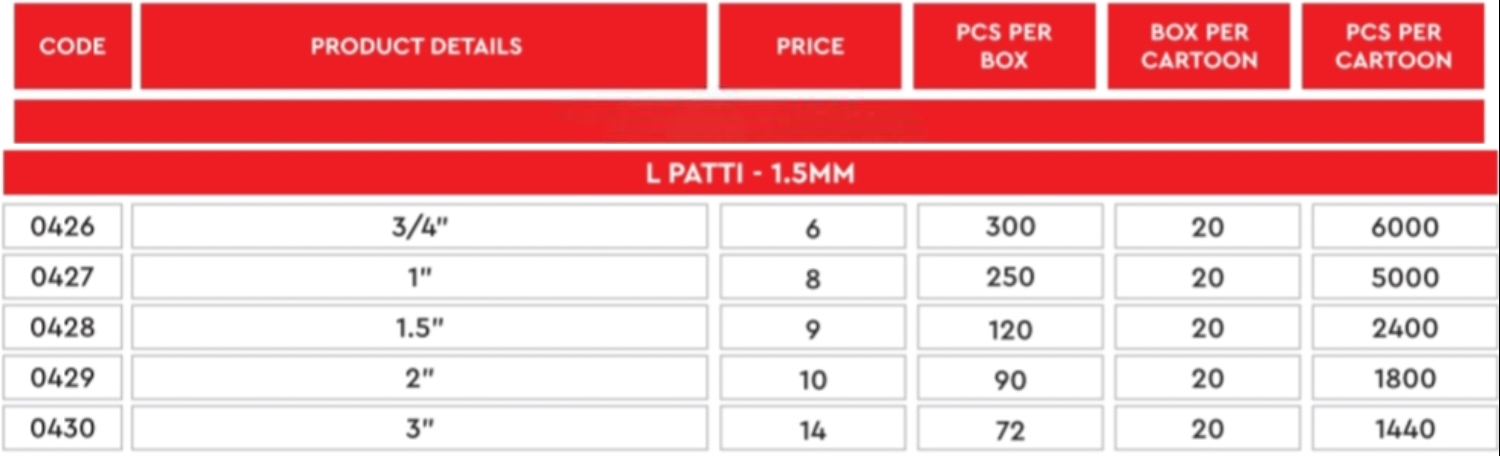 CODE PRODUCT DETAILS PRICE PCS PER BOX BOX PER CARTOON PCS PER CARTOON
L PATTI - 1.5MM
0426 3/4" 6 300 20 6000
0427 1" 8 250 20 5000
0428 1.5" 9 120 20 2400
0429 2" 10 90 20 1800
0430 3" 14 72 20 1440